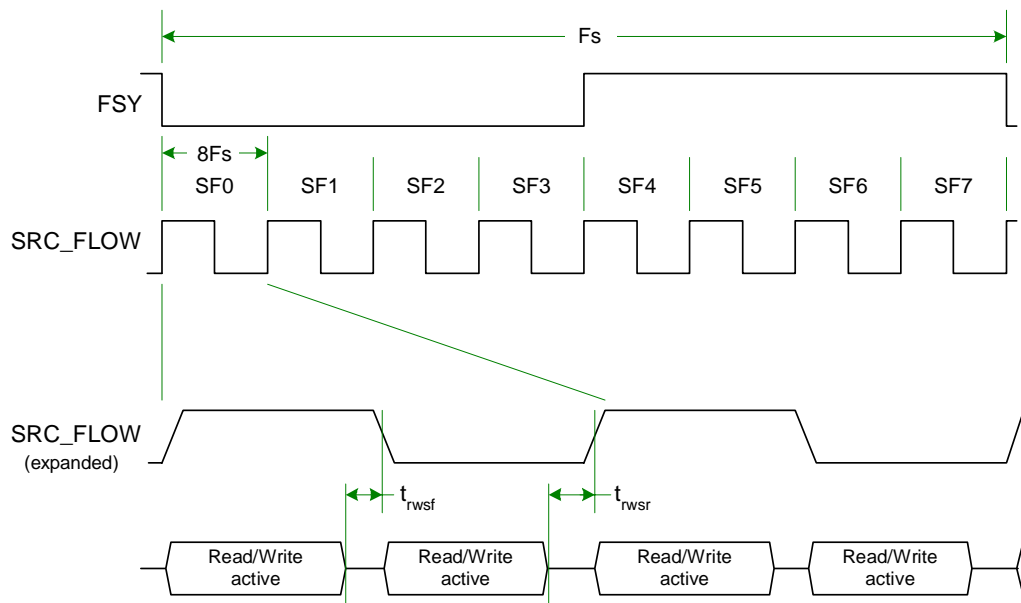 Fs
FSY
8Fs
SF0 SF1 SF2 SF3 SF4 SF5 SF6 SF7
SRC_FLOW
SRC_FLOW
(expanded)
trwsf trwsr
Read/Write Read/Write Read/Write Read/Write
active active active active